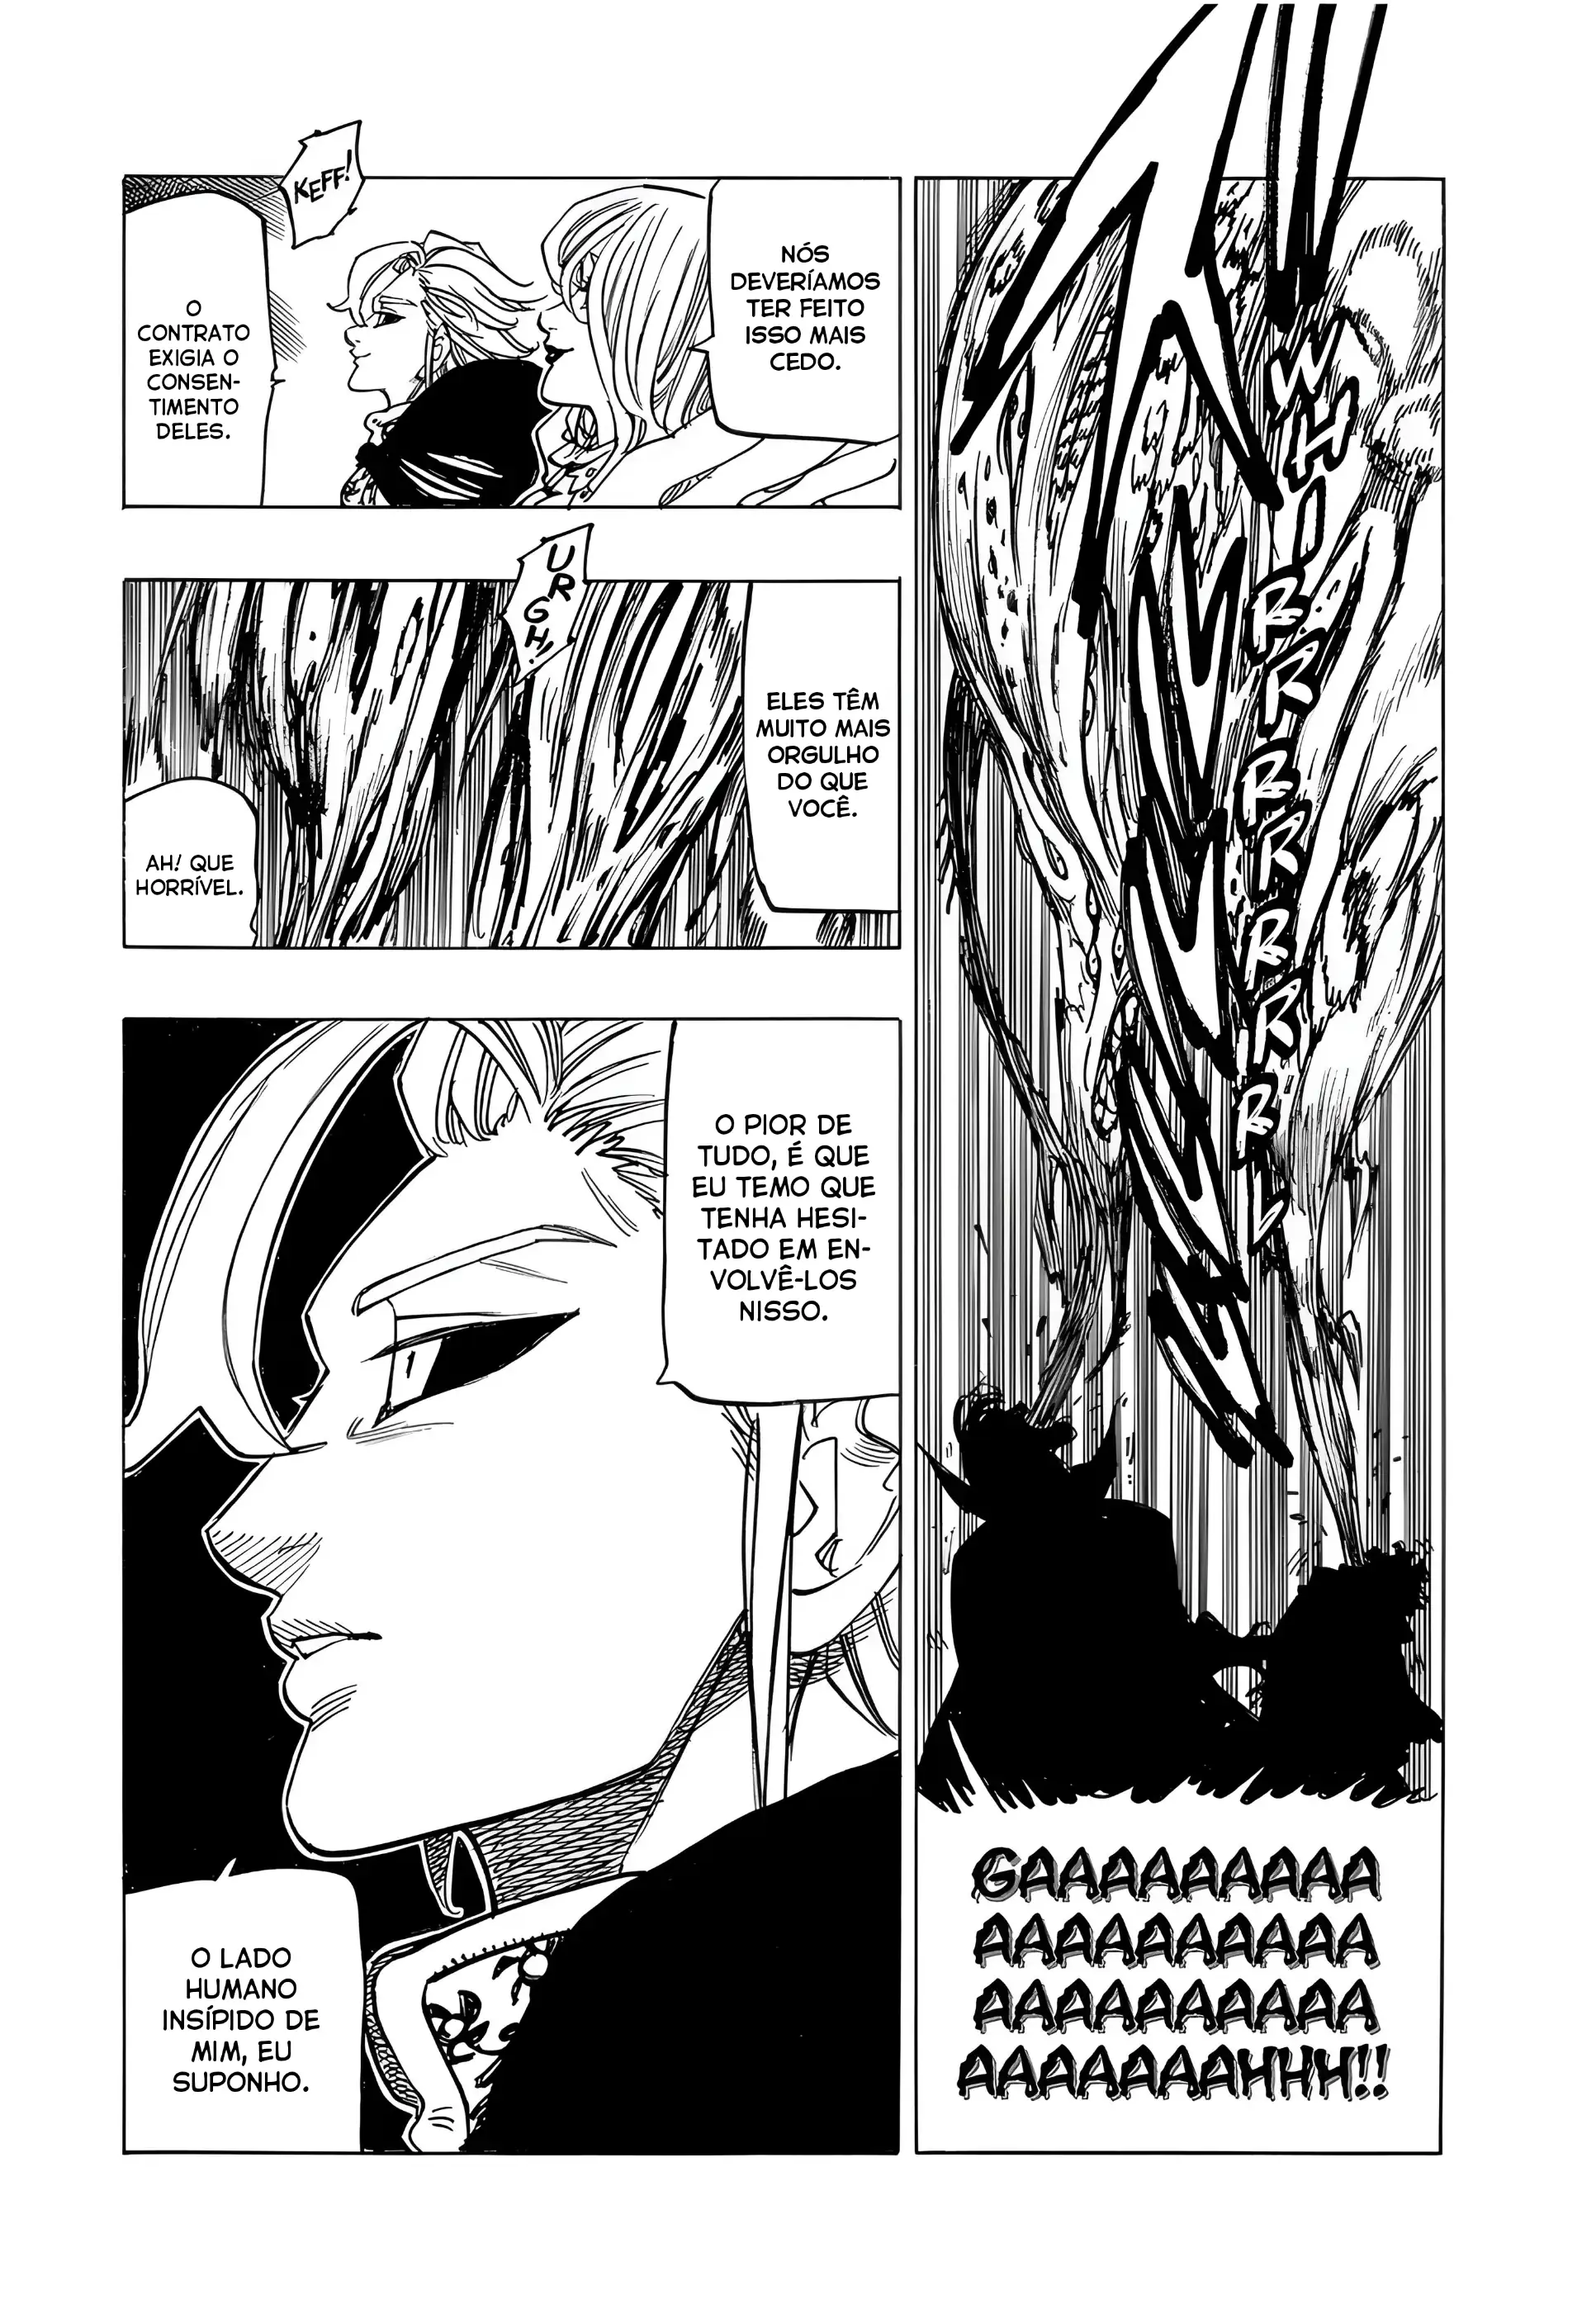 WHIRRRRRRRL
GAAAAAAAAAA
AAAAAAAAAA
AAAAAAAAAA
AAAAAAAHHH!!
NÓS
DEVERÍAMOS
TER FEITO
ISSO MAIS
CEDO.
KEFF!
O
CONTRATO
EXIGIA O
CONSEN-
TIMENTO
DELES.
ELES TÊM
MUITO MAIS
ORGULHO
DO QUE
VOCÊ.
URGH!
AH! QUE
HORRÍVEL.
O PIOR DE
TUDO, É QUE
EU TEMO QUE
TENHA HESI-
TADO EM EN-
VOLVÊ-LOS
NISSO.
O LADO
HUMANO
INSÍPIDO DE
MIM, EU
SUPONHO.